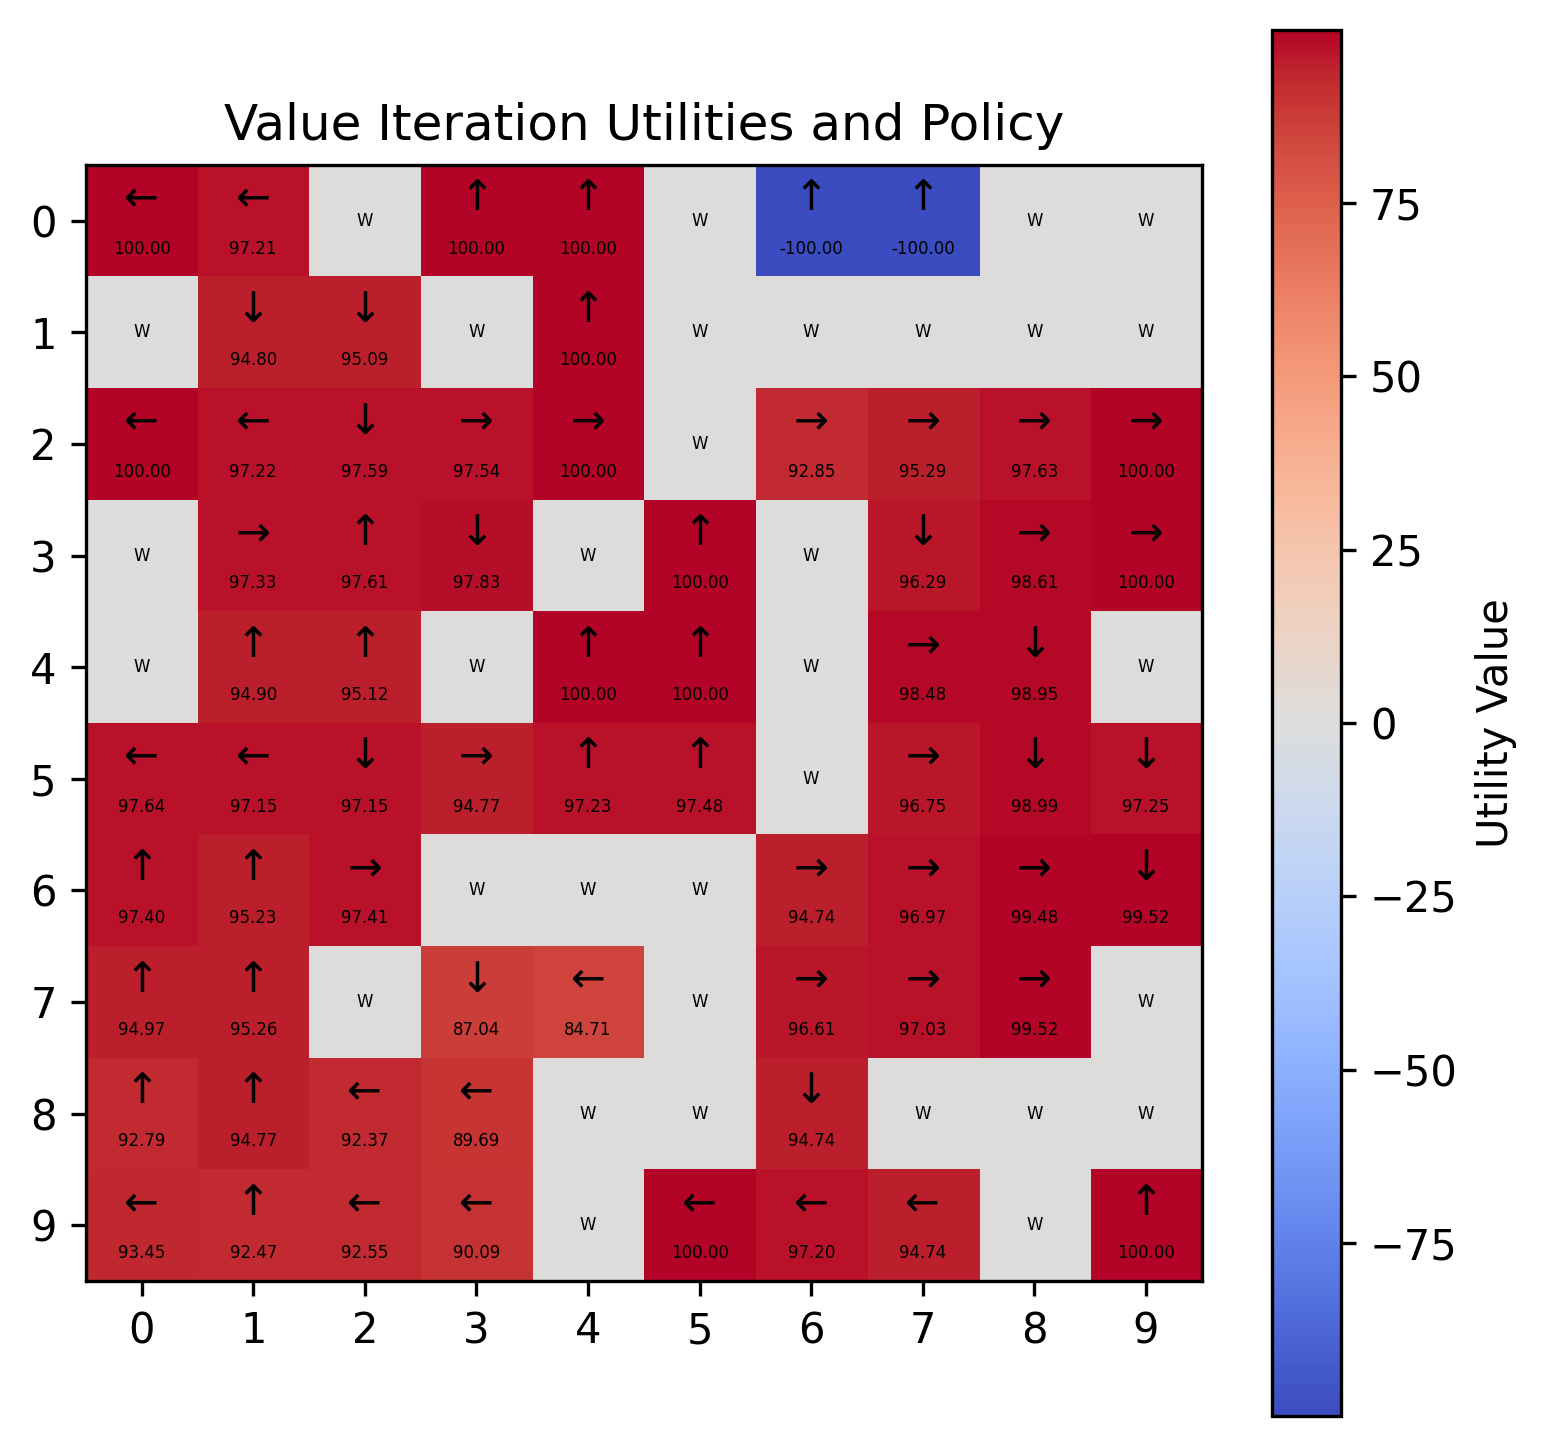 Value Iteration Utilities and Policy
0 ← 100.00 ← 97.21 W ↑ 100.00 ↑ 100.00 W ↑ -100.00 ↑ -100.00 W W
1 W ↓ 94.80 ↓ 95.09 W ↑ 100.00 W W W W W
2 ← 100.00 ← 97.22 ↓ 97.59 → 97.54 → 100.00 W → 92.85 → 95.29 → 97.63 → 100.00
3 W → 97.33 ↑ 97.61 ↓ 97.83 W ↑ 100.00 W ↓ 96.29 → 98.61 → 100.00
4 W ↑ 94.90 ↑ 95.12 W ↑ 100.00 ↑ 100.00 W → 98.48 ↓ 98.95 W
5 ← 97.64 ← 97.15 ↓ 97.15 → 94.77 ↑ 97.23 ↑ 97.48 W → 96.75 ↓ 98.99 ↓ 97.25
6 ↑ 97.40 ↑ 95.23 → 97.41 W W W → 94.74 → 96.97 → 99.48 ↓ 99.52
7 ↑ 94.97 ↑ 95.26 W ↓ 87.04 ← 84.71 W → 96.61 → 97.03 → 99.52 W
8 ↑ 92.79 ↑ 94.77 ← 92.37 ← 89.69 W W ↓ 94.74 W W W
9 ← 93.45 ↑ 92.47 ← 92.55 ← 90.09 W ← 100.00 ← 97.20 ← 94.74 W ↑ 100.00
0 1 2 3 4 5 6 7 8 9
75
50
25
0
−25
−50
−75
Utility Value